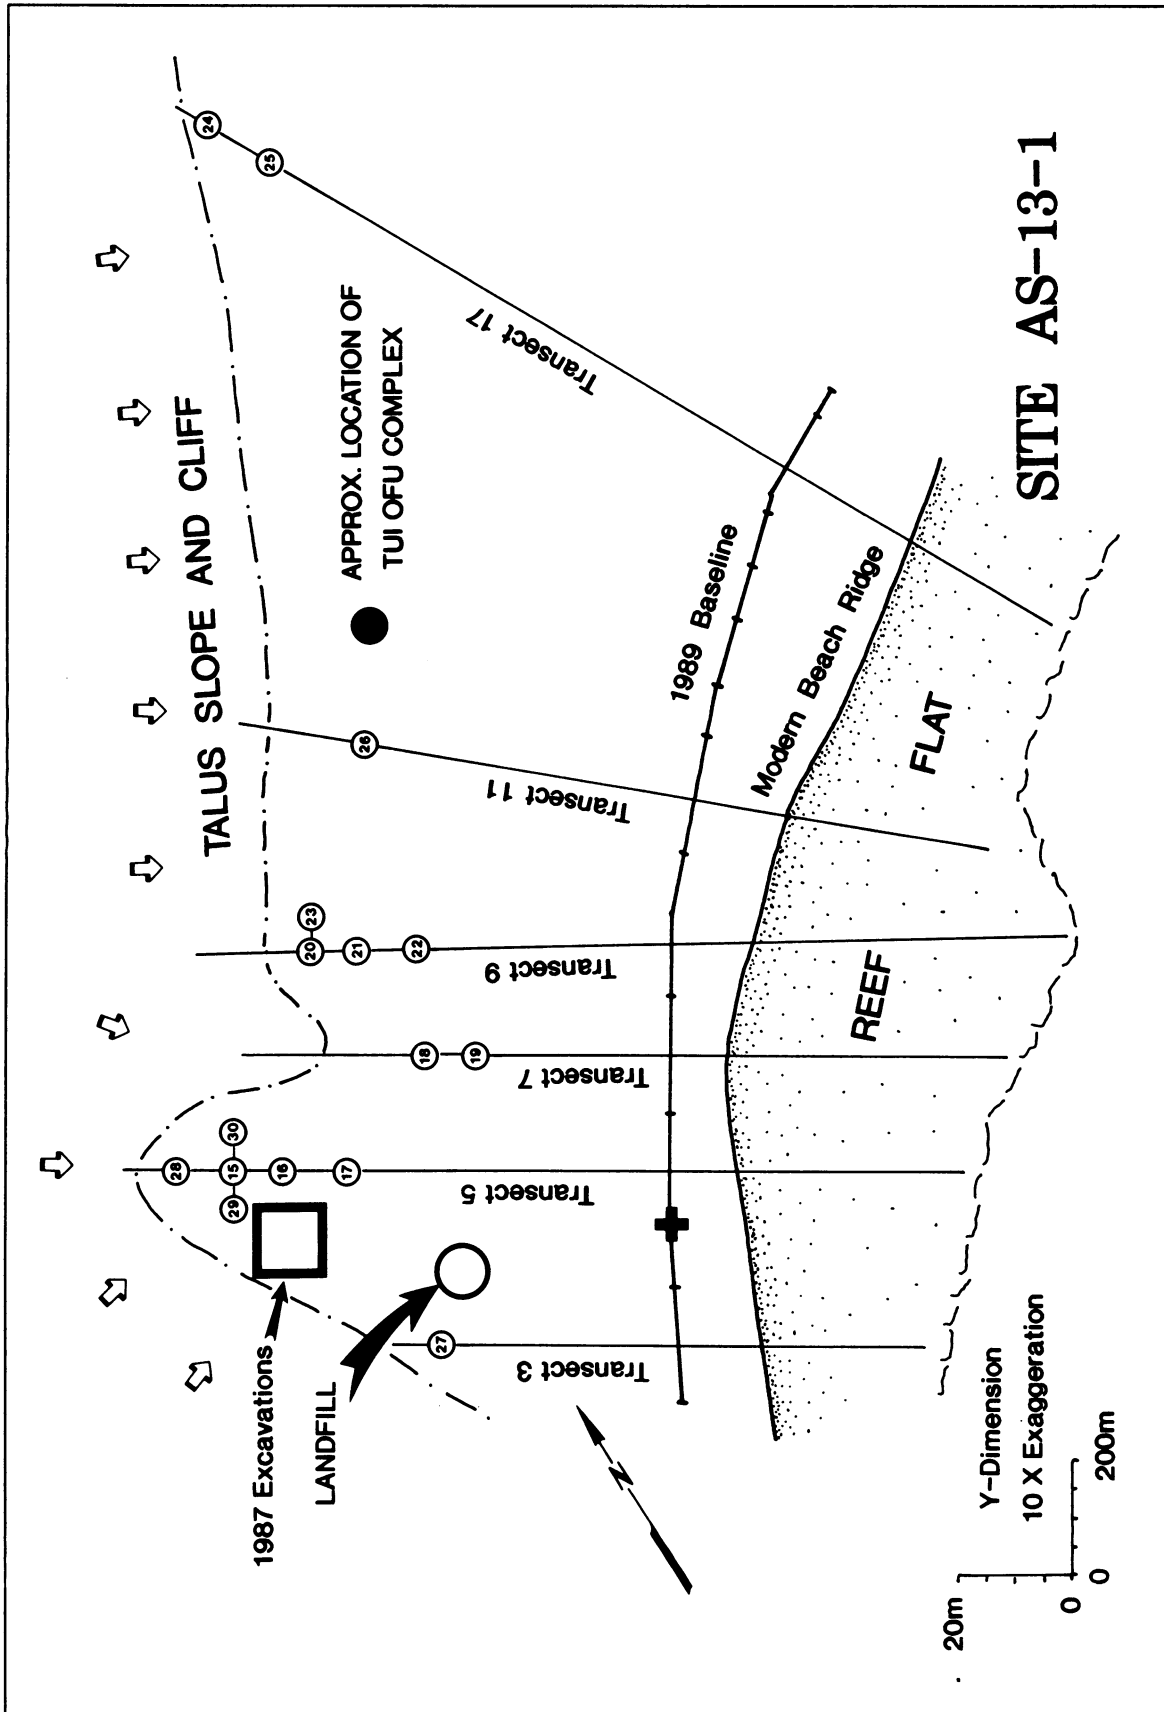 TALUS SLOPE AND CLIFF
24
25
APPROX. LOCATION OF
TUI OFU COMPLEX
Transect 17
26
Transect 11
23
20
21
22
Transect 9
18
19
Transect 7
30
28
15
16
17
29
Transect 5
1987 Excavations
LANDFILL
27
Transect 3
N
1989 Baseline
Modern Beach Ridge
REEF
FLAT
SITE AS-13-1
Y-Dimension
10 X Exaggeration
20m
0
0
200m